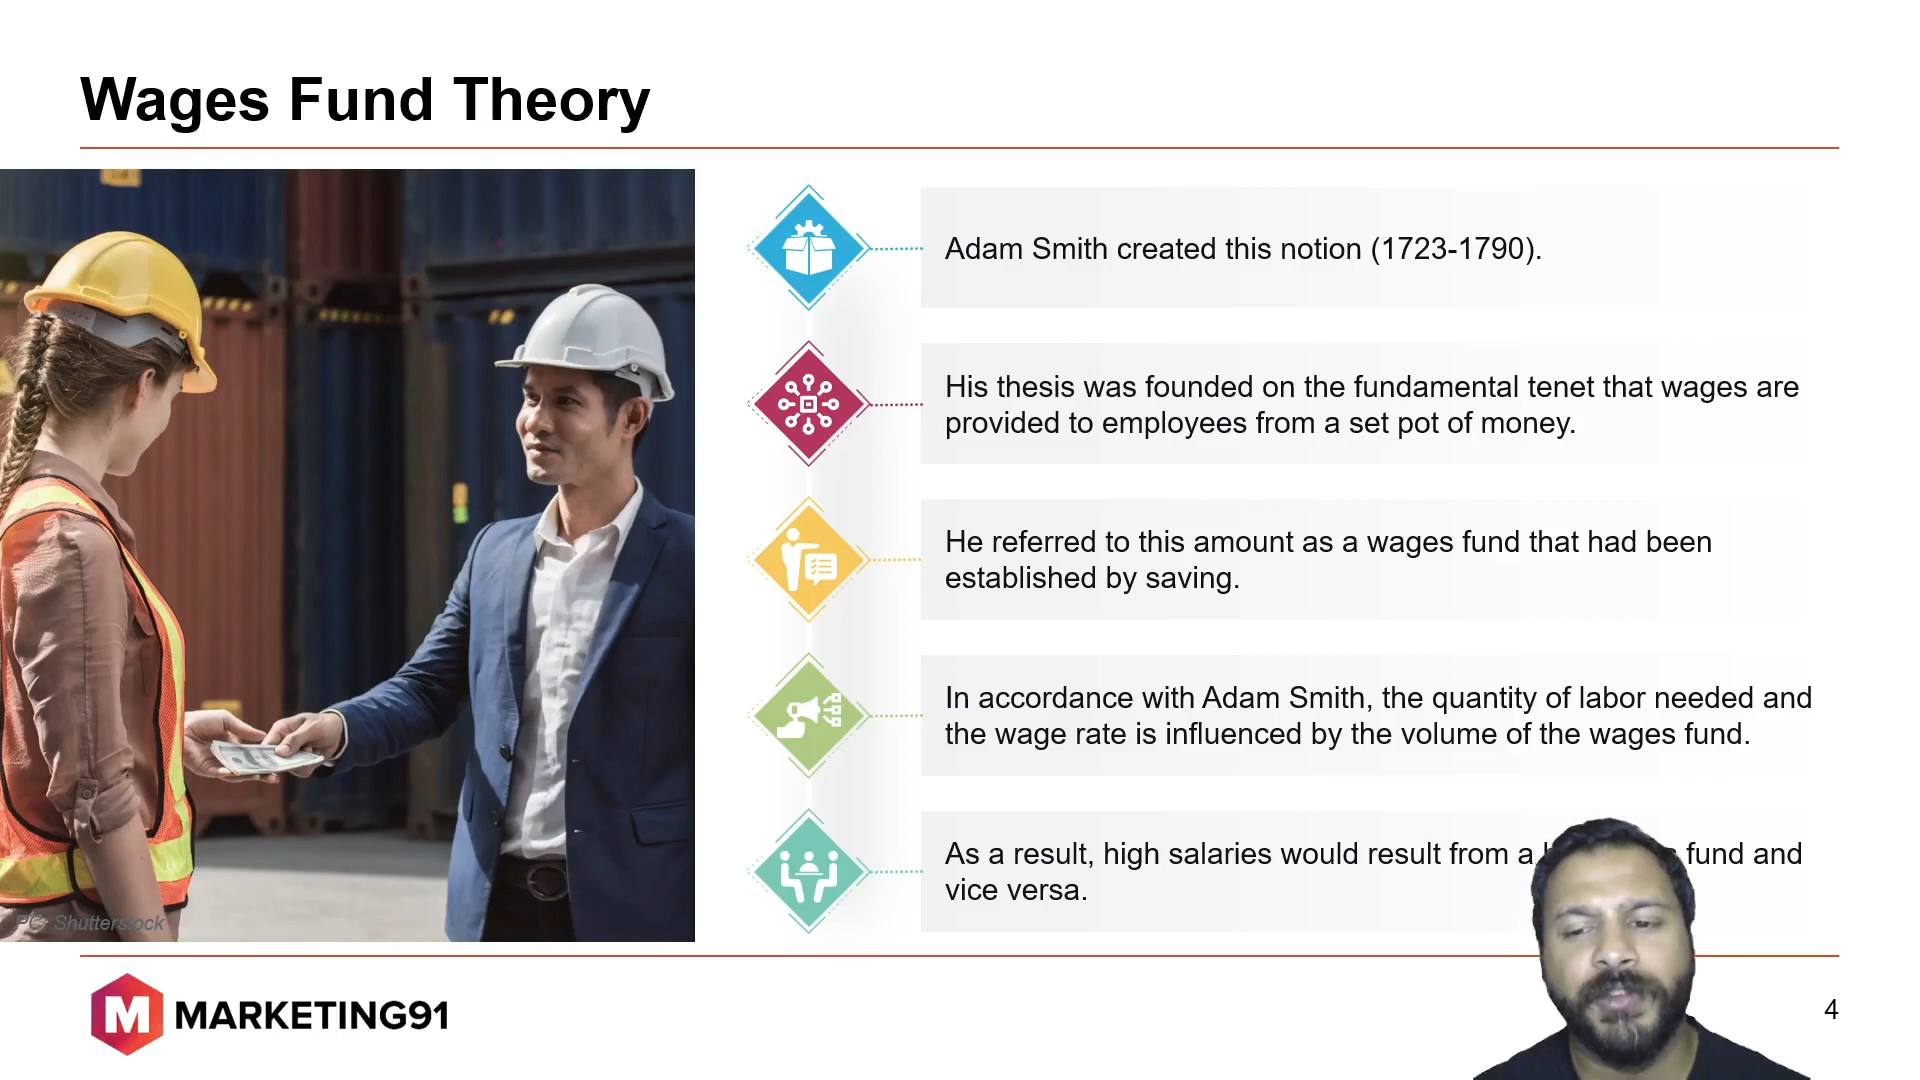 Wages Fund Theory
Adam Smith created this notion (1723-1790).
His thesis was founded on the fundamental tenet that wages are
provided to employees from a set pot of money.
He referred to this amount as a wages fund that had been
established by saving.
In accordance with Adam Smith, the quantity of labor needed and
the wage rate is influenced by the volume of the wages fund.
As a result, high salaries would result from a fund and
vice versa.
PC: Shutterstock
M MARKETING91
4